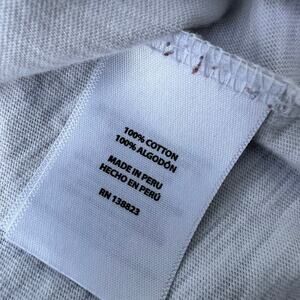 100% COTTON
100% ALGODÓN
MADE IN PERU
HECHO EN PERÚ
RN 138823